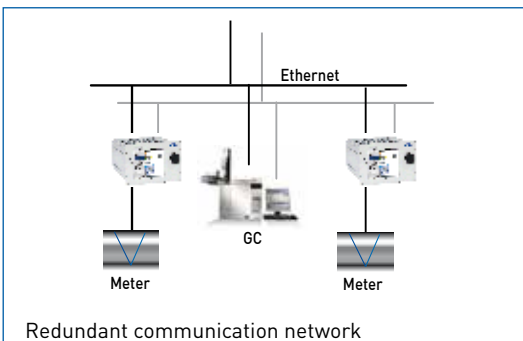 Ethernet
GC
Meter
Meter
Redundant communication network